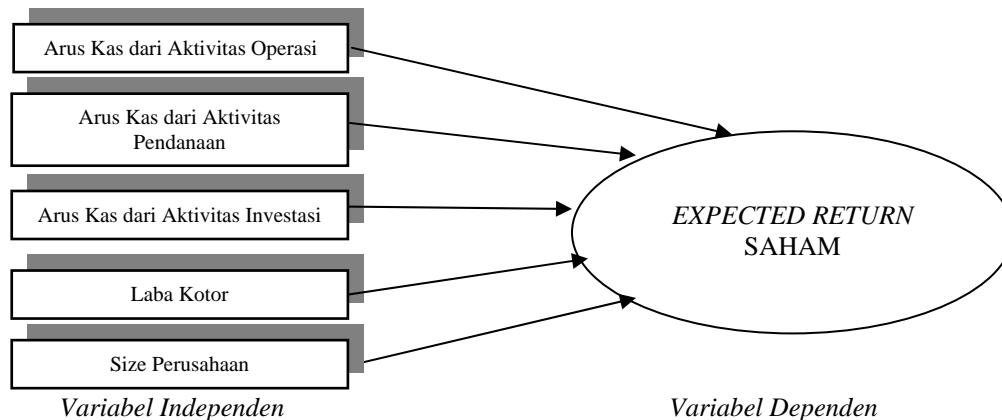 Arus Kas dari Aktivitas Operasi
Arus Kas dari Aktivitas
Pendanaan
Arus Kas dari Aktivitas Investasi
Laba Kotor
Size Perusahaan
EXPECTED RETURN
SAHAM
Variabel Independen
Variabel Dependen